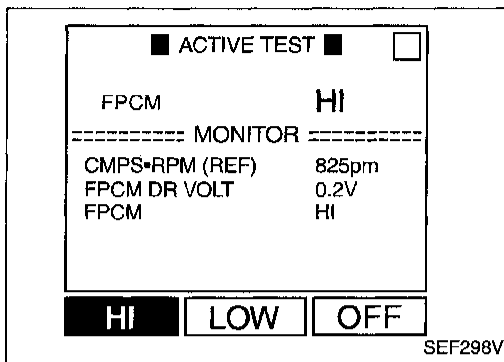 ■ ACTIVE TEST ■
FPCM HI
========= MONITOR =========
CMPS•RPM (REF) 825pm
FPCM DR VOLT 0.2V
FPCM HI
HI LOW OFF
SEF298V